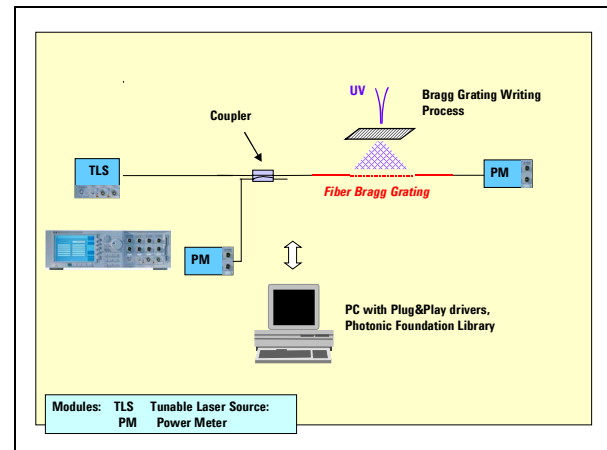 UV
Bragg Grating Writing
Process
Coupler
TLS
PM
Fiber Bragg Grating
PM
PC with Plug&Play drivers,
Photonic Foundation Library
Modules: TLS Tunable Laser Source:
PM Power Meter